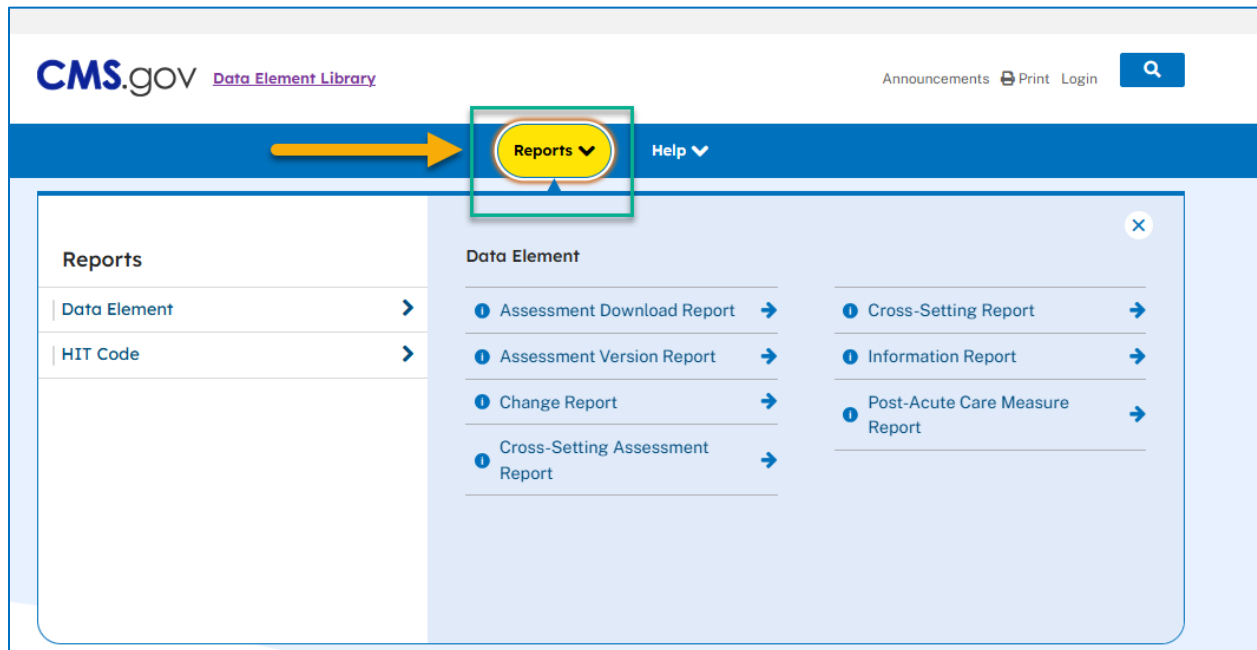 CMS.gov Data Element Library
Announcements Print Login
Reports Help
Reports
Data Element
HIT Code
Data Element
Assessment Download Report
Assessment Version Report
Change Report
Cross-Setting Assessment
Report
Cross-Setting Report
Information Report
Post-Acute Care Measure
Report